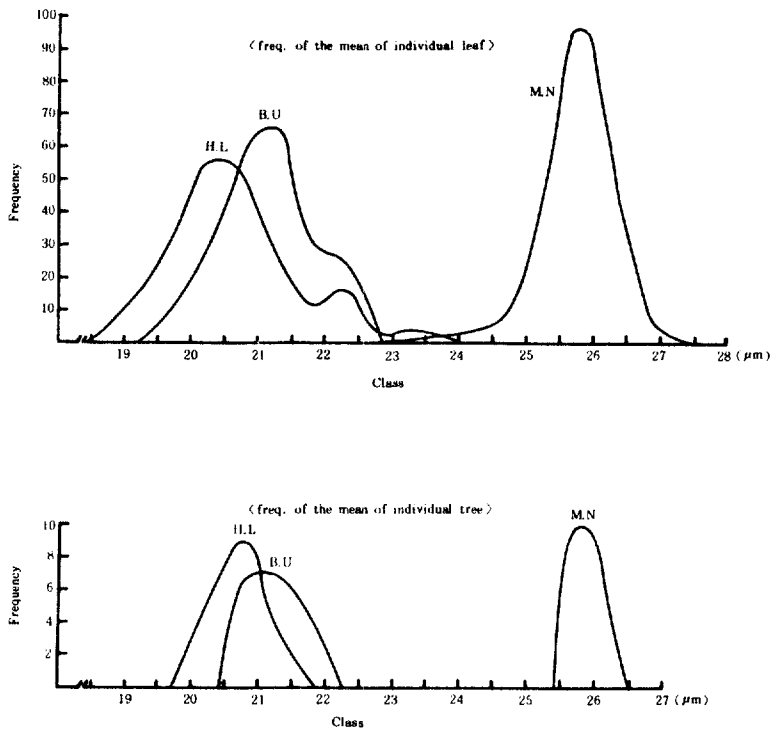 (freq. of the mean of individual leaf)
100
90
80
70
60
50
40
30
20
10
Frequency
H.L
B.U
M.N
19 20 21 22 23 24 25 26 27 28 (μm)
Class
(freq. of the mean of individual tree)
10
8
6
4
2
Frequency
H.L
B.U
M.N
19 20 21 22 23 24 25 26 27 (μm)
Class